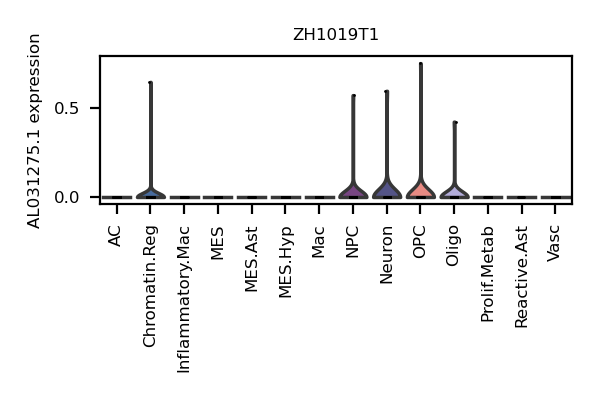 ZH1019T1
AL031275.1 expression
0.5
0.0
AC
Chromatin.Reg
Inflammatory.Mac
MES
MES.Ast
MES.Hyp
Mac
NPC
Neuron
OPC
Oligo
Prolif.Metab
Reactive.Ast
Vasc